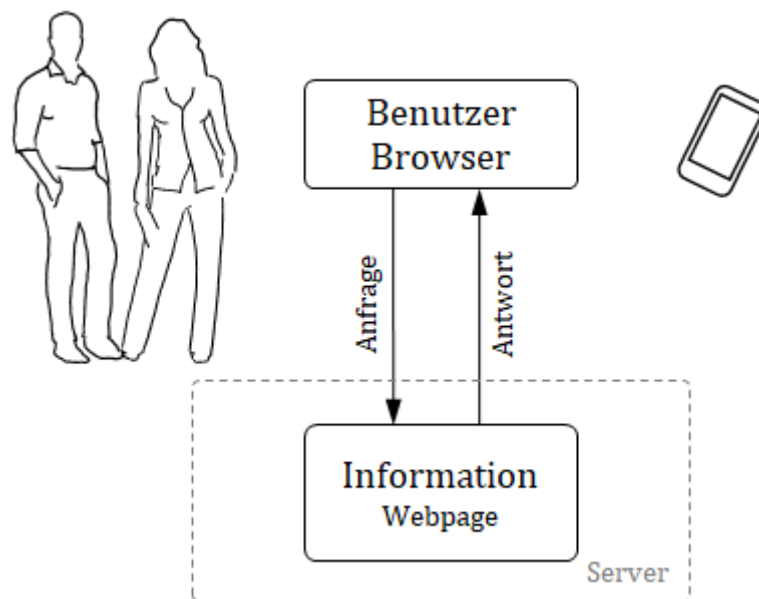 Benutzer
Browser
Anfrage
Antwort
Information
Webpage
Server